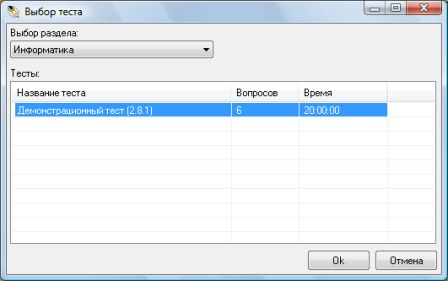 Выбор теста
Выбор раздела:
Информатика
Тесты:
Название теста Вопросов Время
Демонстрационный тест (2.8.1) 6 20:00:00
Ok Отмена